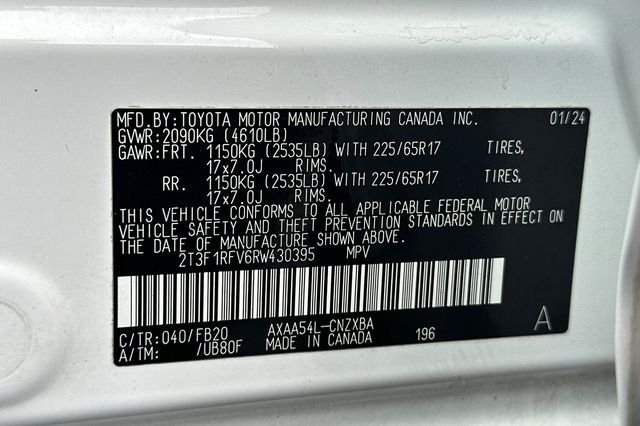 MFD.BY:TOYOTA MOTOR MANUFACTURING CANADA INC. 01/24
GVWR:2090KG (4610LB)
GAWR:FRT. 1150KG (2535LB) WITH 225/65R17 TIRES,
17x7.0J RIMS.
RR. 1150KG (2535LB) WITH 225/65R17 TIRES,
17x7.0J RIMS.
THIS VEHICLE CONFORMS TO ALL APPLICABLE FEDERAL MOTOR
VEHICLE SAFETY AND THEFT PREVENTION STANDARDS IN EFFECT ON
THE DATE OF MANUFACTURE SHOWN ABOVE.
2T3F1RFV6RW430395 MPV
C/TR:040/FB20 AXAA54L-CNZXBA
A/TM: /UB80F MADE IN CANADA 196 A